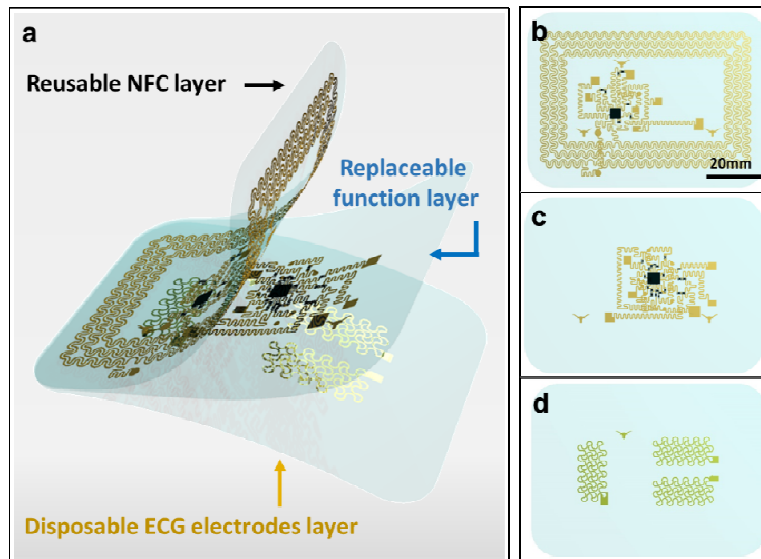 a
Reusable NFC layer
Replaceable
function layer
Disposable ECG electrodes layer
b
20mm
c
d